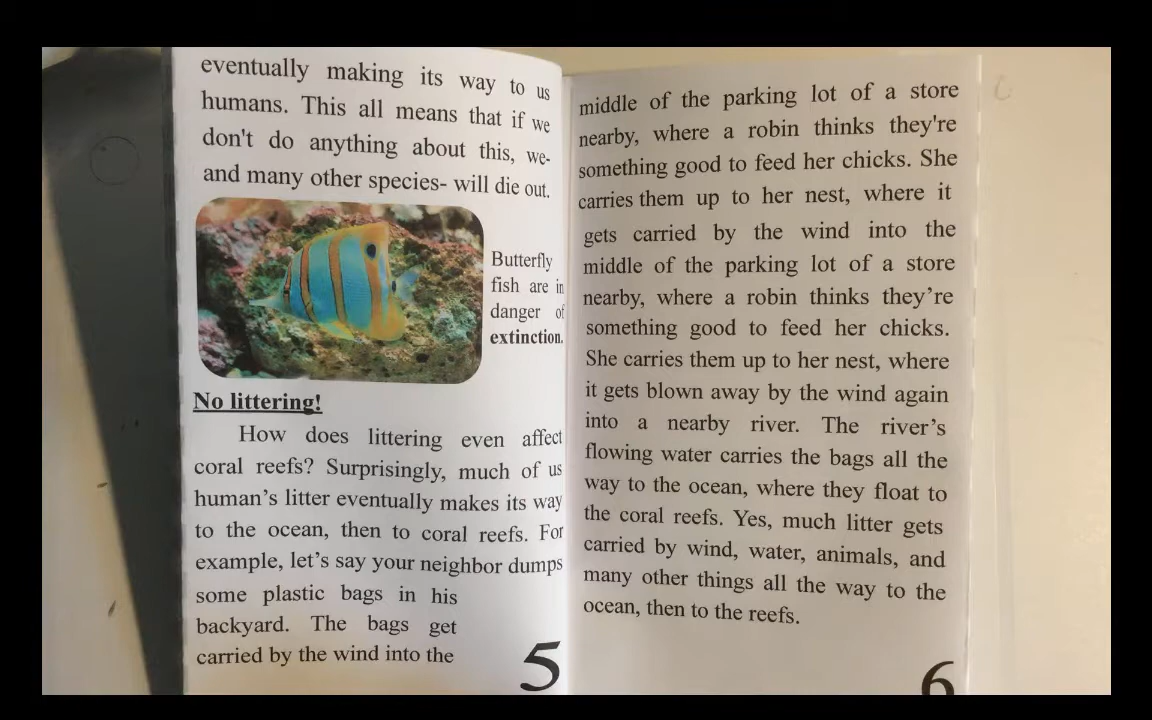 eventually making its way to us
humans. This all means that if we
don't do anything about this, we-
and many other species- will die out.
Butterfly
fish are in
danger of
extinction.
No littering!
How does littering even affect
coral reefs? Surprisingly, much of us
human's litter eventually makes its way
to the ocean, then to coral reefs. For
example, let's say your neighbor dumps
some plastic bags in his
backyard. The bags get
carried by the wind into the
5
middle of the parking lot of a store
nearby, where a robin thinks they're
something good to feed her chicks. She
carries them up to her nest, where it
gets carried by the wind into the
middle of the parking lot of a store
nearby, where a robin thinks they're
something good to feed her chicks.
She carries them up to her nest, where
it gets blown away by the wind again
into a nearby river. The river's
flowing water carries the bags all the
way to the ocean, where they float to
the coral reefs. Yes, much litter gets
carried by wind, water, animals, and
many other things all the way to the
ocean, then to the reefs.
6